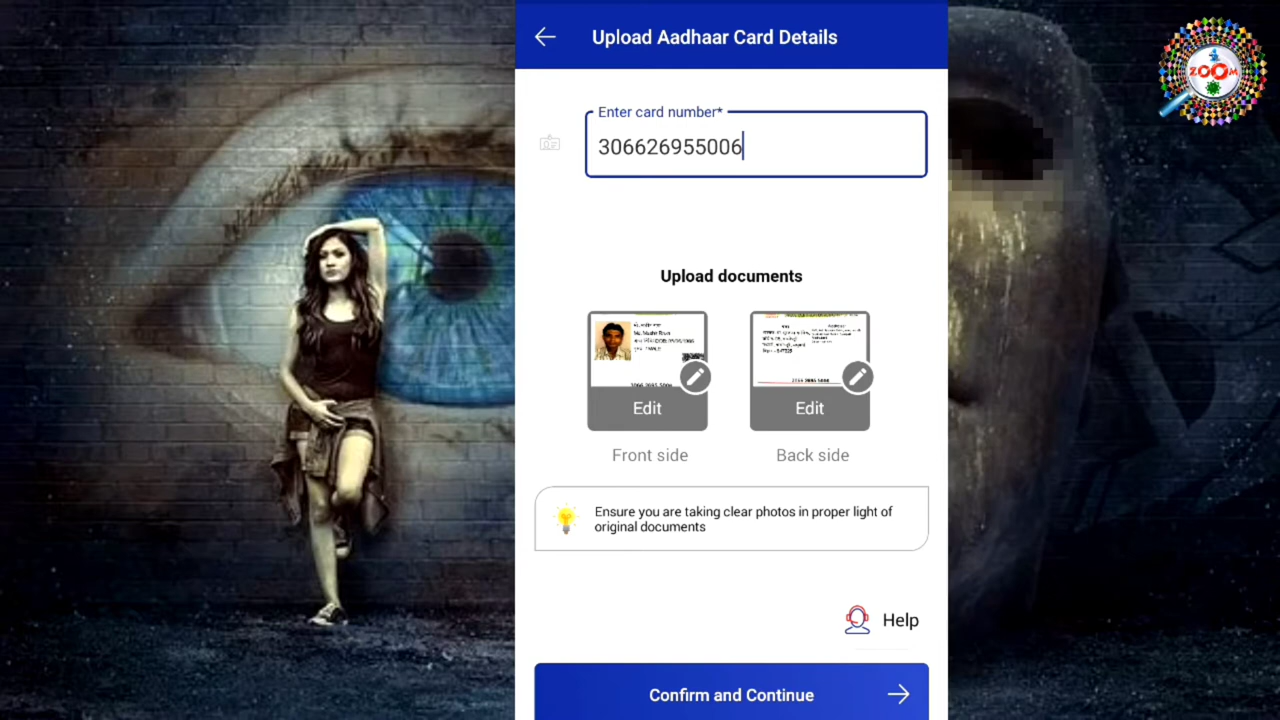 Upload Aadhaar Card Details
ZOOM
Enter card number*
306626955006
Upload documents
Edit
Edit
Front side
Back side
Ensure you are taking clear photos in proper light of
original documents
Help
Confirm and Continue